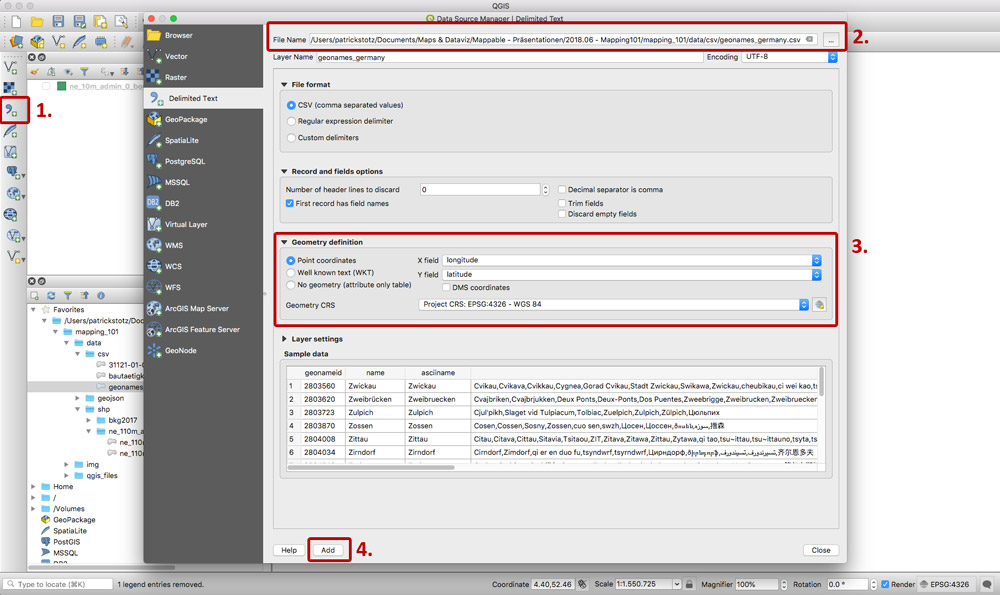 QGIS
Data Source Manager | Delimited Text
1.
2.
3.
4.
Browser
Vector
Raster
Delimited Text
GeoPackage
SpatiaLite
PostgreSQL
MSSQL
DB2
Virtual Layer
WMS
WCS
WFS
ArcGIS Map Server
ArcGIS Feature Server
GeoNode
File Name /Users/patrickstotz/Documents/Maps & Dataviz/Mappable - Präsentationen/2018.06 - Mapping101/mapping_101/data/csv/geonames_germany.csv ...
Layer Name geonames_germany Encoding UTF-8
File format
CSV (comma separated values)
Regular expression delimiter
Custom delimiters
Record and fields options
Number of header lines to discard 0 Decimal separator is comma
First record has field names Trim fields
Discard empty fields
Geometry definition
Point coordinates X field longitude
Well known text (WKT) Y field latitude
No geometry (attribute only table) DMS coordinates
Geometry CRS Project CRS: EPSG:4326 - WGS 84
Layer settings
Sample data
geonameid name asciiname
1 2803560 Zwickau Zwickau Cvikau,Cvikava,Cvikkau,Cygnea,Gorad Cvikau,Stadt Zwickau,Swikawa,Zwickau,cheubikau,ci wei kao,ts
2 2803620 Zweibrücken Zweibruecken Cvajbriken,Cvajbrjukken,Deux Ponts,Deux-Ponts,Dos Puentes,Zweebrigge,Zweibrucken,Zweibruecken
3 2803723 Zulpich Zulpich Cjul'pikh,Slaget vid Tulpiacum,Tolbiac,Zuelpich,Zulpich,Zülpich,Цюльпих
4 2803870 Zossen Zossen Cosen,Cossen,Sosny,Zossen,cuo sen,swzh,Цосен,Цоссен,
5 2804008 Zittau Zittau Citau,Citava,Cittau,Sitavia,Tsitaou,ZIT,Zitava,Zitawa,Zittau,Zytawa,qi tao,tsu~ittau,tsu~ittauno,tsyta,ts
6 2804034 Zirndorf Zirndorf Cirndorf,Zirndorf,qi er en duo fu,tsyrndwrf,Цирндорф,
ne_10m_admin_0_bo
Favorites
/Users/patrickstotz/Doc
mapping_101
data
csv
31121-01-0
bautaetigk
geonames
geojson
shp
bkg2017
ne_110m_a
ne_110
ne_110
img
qgis_files
Home
/
/Volumes
GeoPackage
SpatiaLite
PostGIS
MSSQL
DB2
Help Add Close
Type to locate (⌘K) 1 legend entries removed. Coordinate 4.40,52.46 Scale 1:1.550.725 Magnifier 100% Rotation 0.0 ° Render EPSG:4326